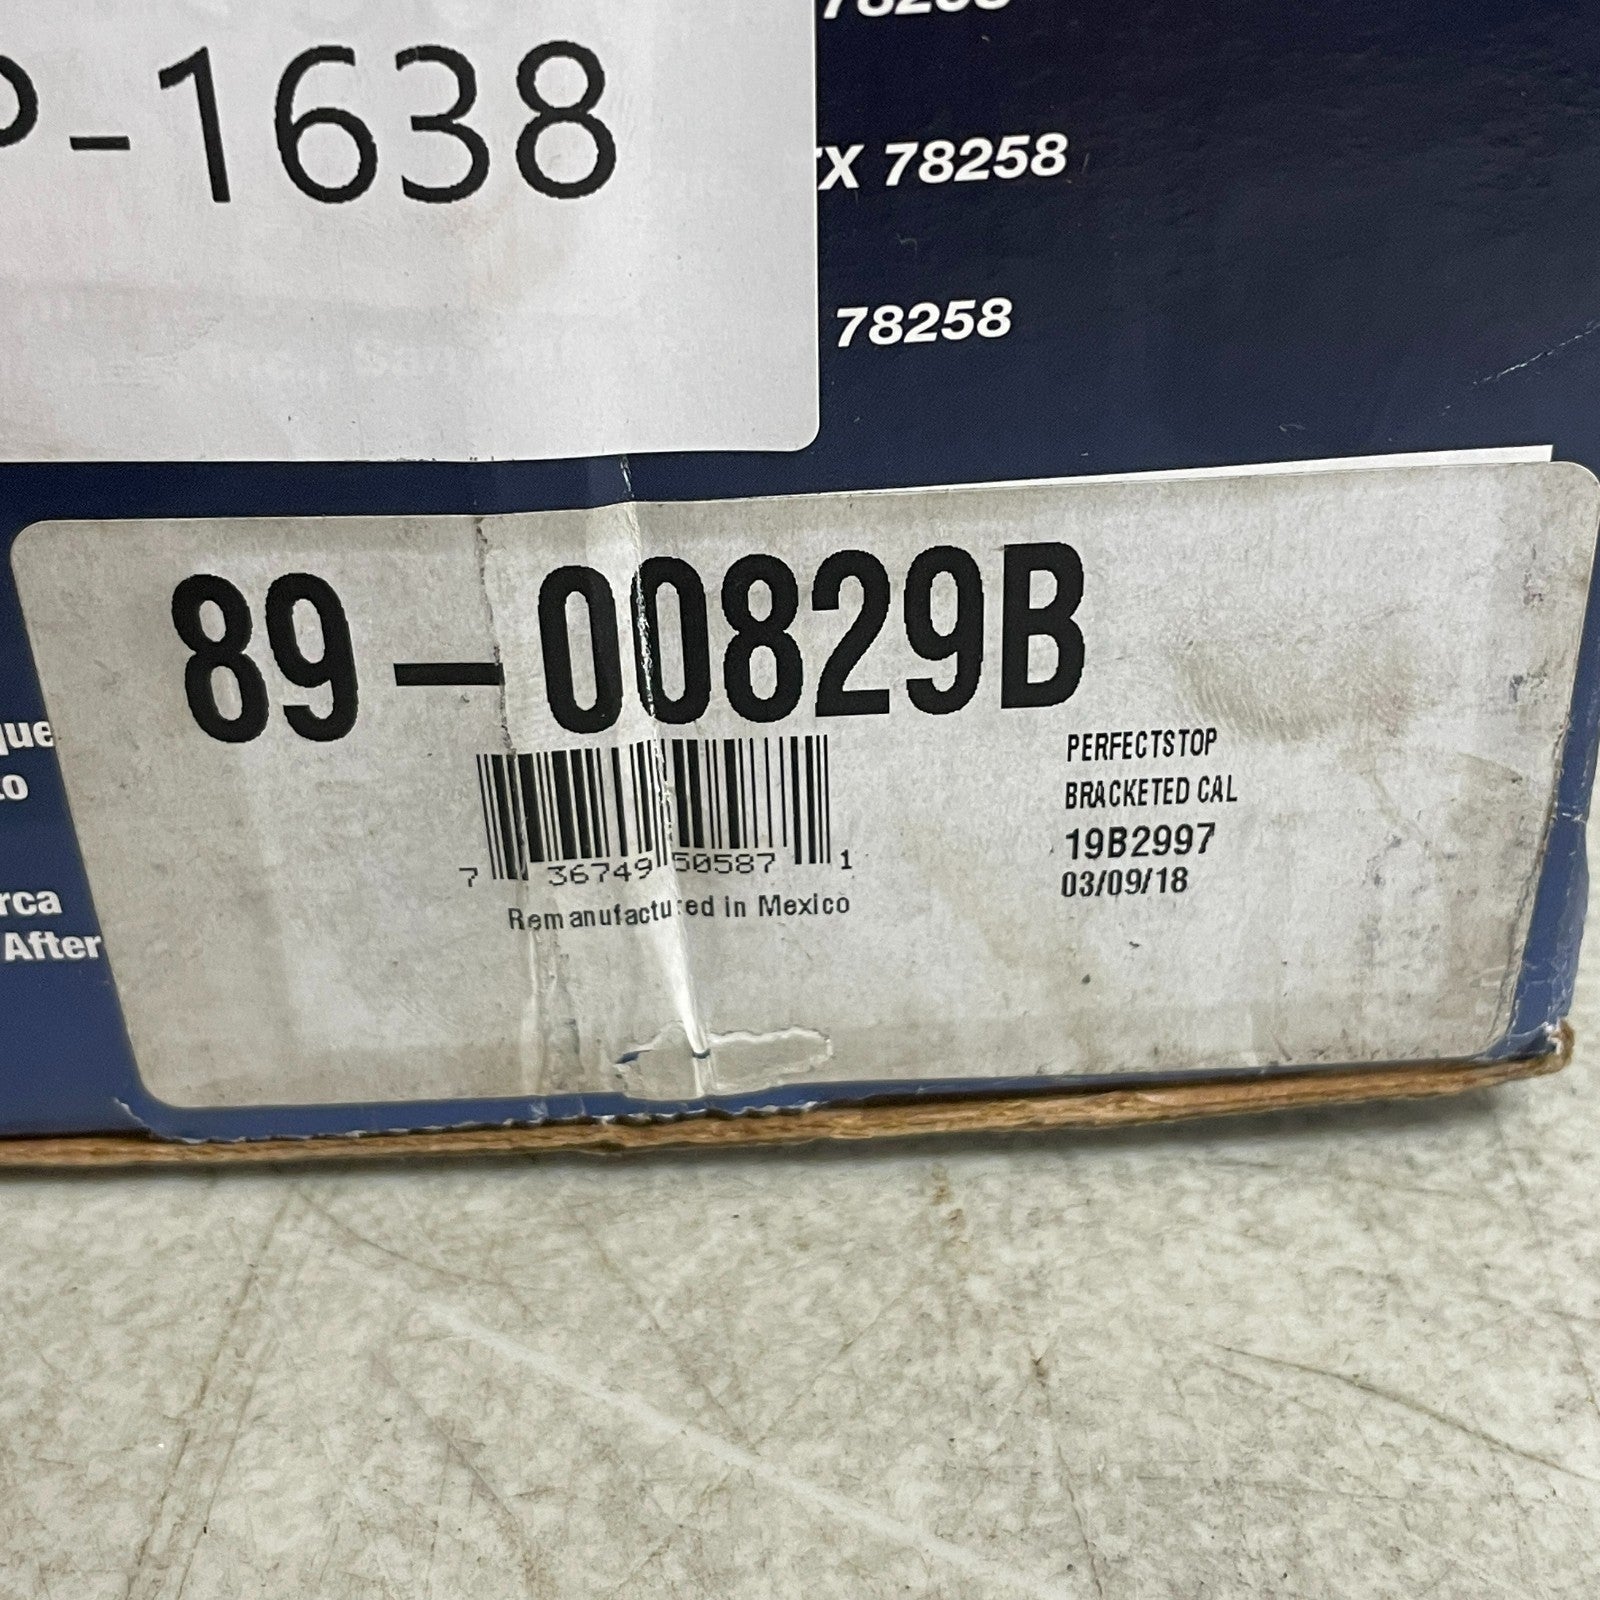 P-1638
TX 78258
78258
89-00829B
que
to
rca
After
7 36749 50587 1
Remanufactured in Mexico
PERFECTSTOP
BRACKETED CAL
19B2997
03/09/18